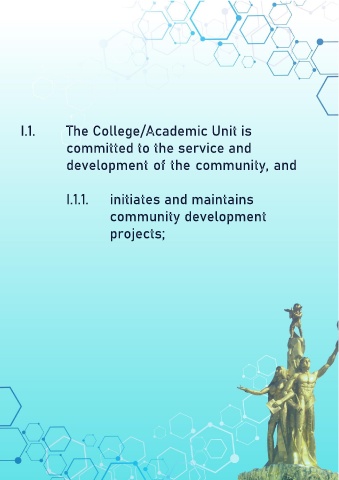 I.1. The College/Academic Unit is
committed to the service and
development of the community, and
I.1.1. initiates and maintains
community development
projects;